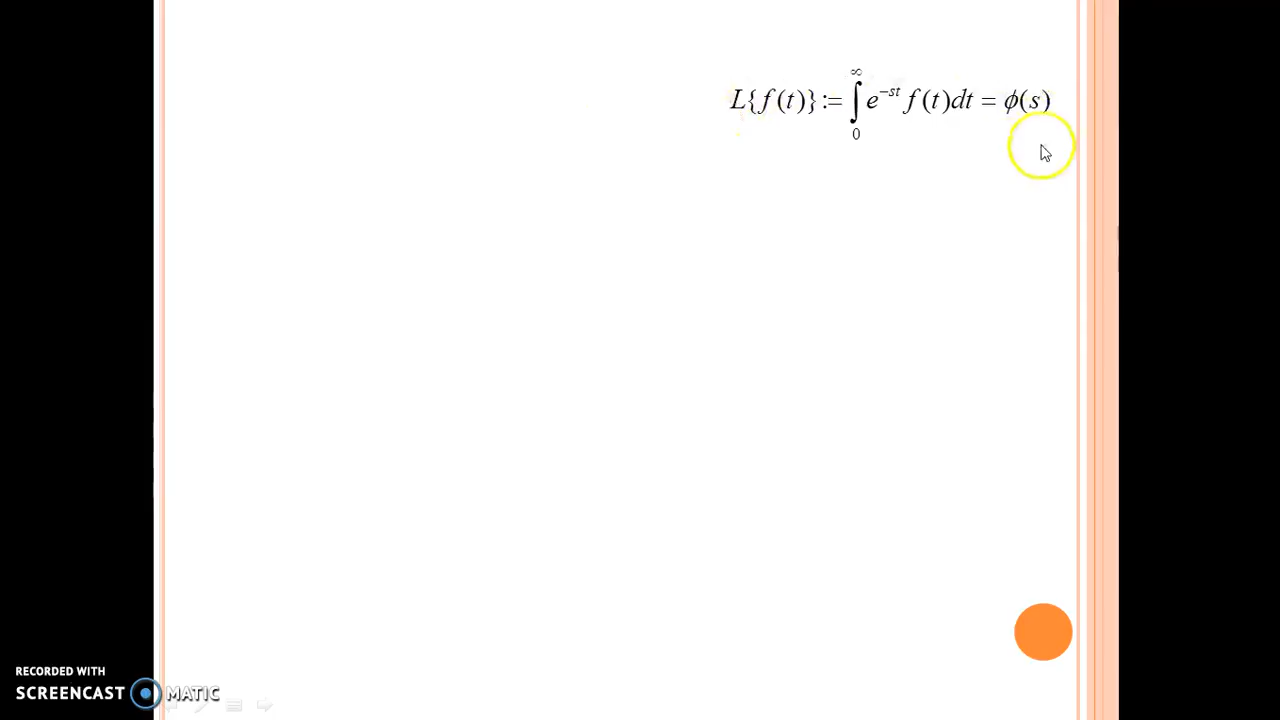 L{f(t)} := ∫₀^∞ e^{-st} f(t)dt = ϕ(s)
RECORDED WITH
SCREENCAST MATIC